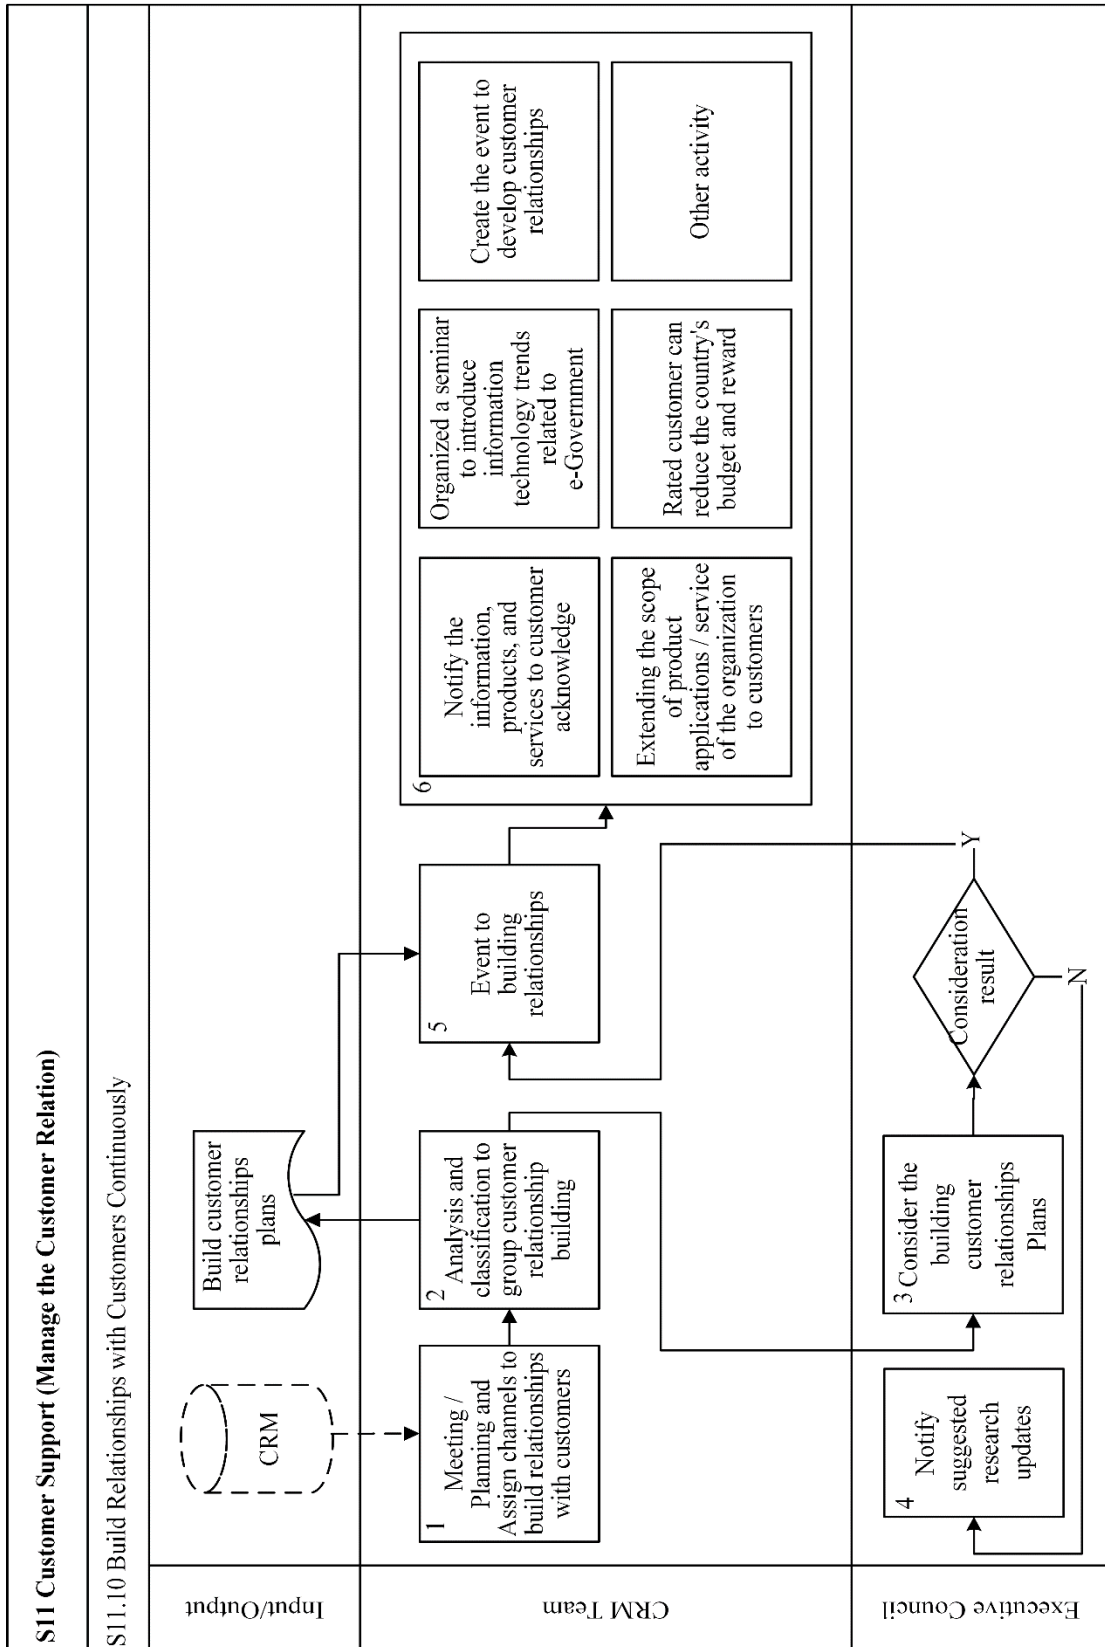 S11 Customer Support (Manage the Customer Relation)
S11.10 Build Relationships with Customers Continuously
Input/Output
CRM
Build customer
relationships
plans
CRM Team
1
Meeting /
Planning and
Assign channels to
build relationships
with customers
2
Analysis and
classification to
group customer
relationship
building
5
Event to
building
relationships
6
Notify the
information,
products, and
services to customer
acknowledge
Organized a seminar
to introduce
information
technology trends
related to
e-Government
Create the event to
develop customer
relationships
Extending the scope
of product
applications / service
of the organization
to customers
Rated customer can
reduce the country's
budget and reward
Other activity
Executive Council
4
Notify
suggested
research
updates
3 Consider the
building
customer
relationships
Plans
Consideration
result
Y
N